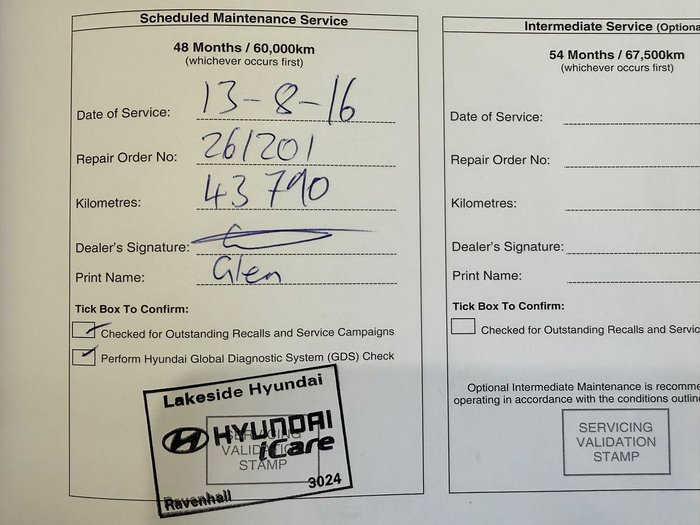 Scheduled Maintenance Service
48 Months / 60,000km
(whichever occurs first)
Date of Service: 13-8-16
Repair Order No: 261201
Kilometres: 43790
Dealer's Signature:
Print Name: Glen
Tick Box To Confirm:
Checked for Outstanding Recalls and Service Campaigns
Perform Hyundai Global Diagnostic System (GDS) Check
Lakeside Hyundai
HYUNDAI
iCare
SERVICING
VALIDATION
STAMP
3024
Ravenhall
Intermediate Service (Optiona
54 Months / 67,500km
(whichever occurs first)
Date of Service:
Repair Order No:
Kilometres:
Dealer's Signature:
Print Name:
Tick Box To Confirm:
Checked for Outstanding Recalls and Servic
Optional Intermediate Maintenance is recomme
operating in accordance with the conditions outlin
SERVICING
VALIDATION
STAMP